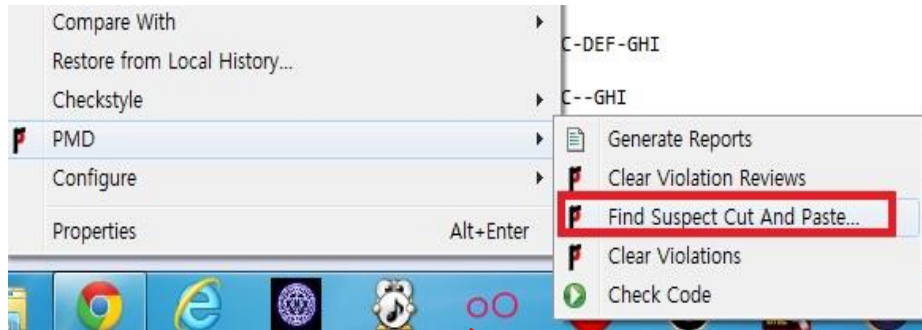 Compare With
Restore from Local History...
Checkstyle
PMD
Configure
Properties Alt+Enter
C-DEF-GHI
C--GHI
Generate Reports
Clear Violation Reviews
Find Suspect Cut And Paste...
Clear Violations
Check Code